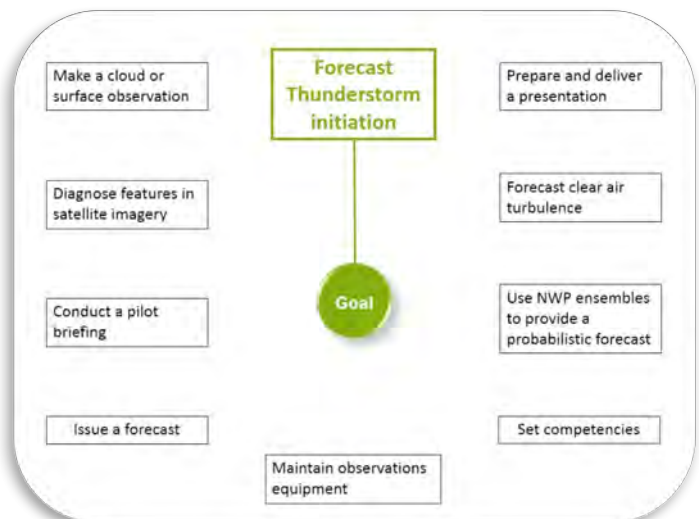 Forecast
Thunderstorm
initiation
Make a cloud or
surface observation
Prepare and deliver
a presentation
Diagnose features in
satellite imagery
Forecast clear air
turbulence
Goal
Conduct a pilot
briefing
Use NWP ensembles
to provide a
probabilistic forecast
Issue a forecast
Set competencies
Maintain observations
equipment